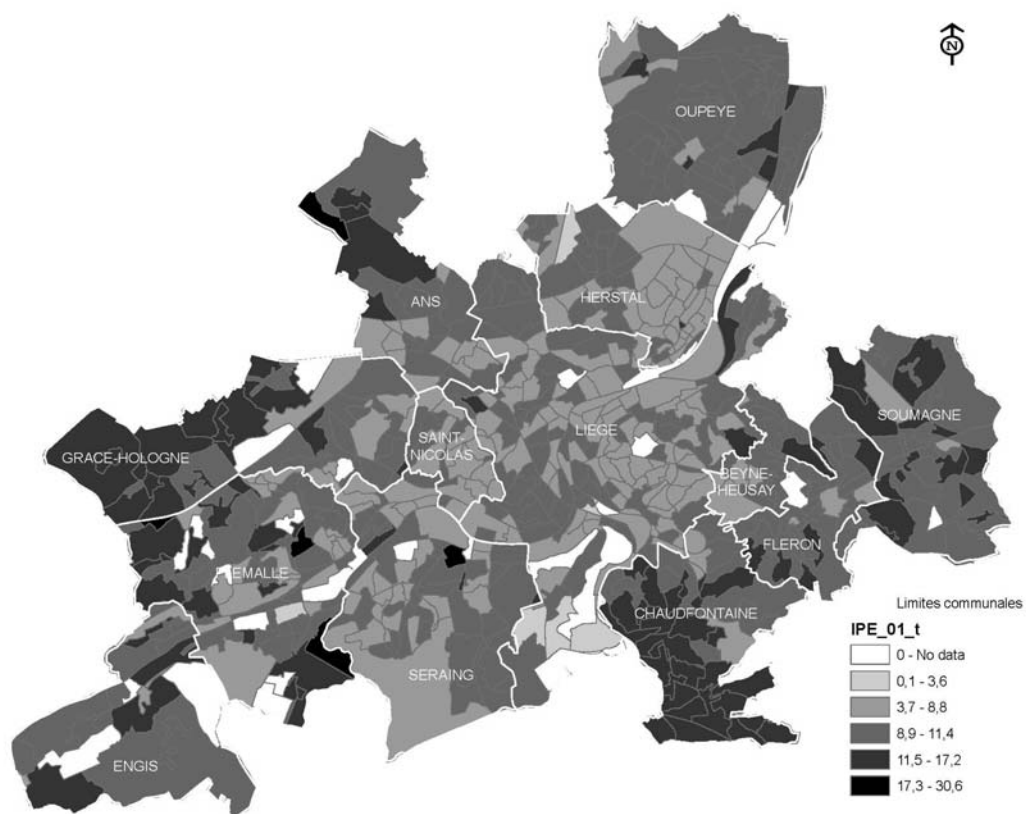 N
OUPEYE
ANS
HERSTAL
SOUMAGNE
GRACE-HOLOGNE
SAINT-
NICOLAS
LIEGE
BEYNE-
HEUSAY
FLERON
FLEMALLE
CHAUDFONTAINE
SERAING
ENGIS
Limites communales
IPE_01_t
0 - No data
0,1 - 3,6
3,7 - 8,8
8,9 - 11,4
11,5 - 17,2
17,3 - 30,6